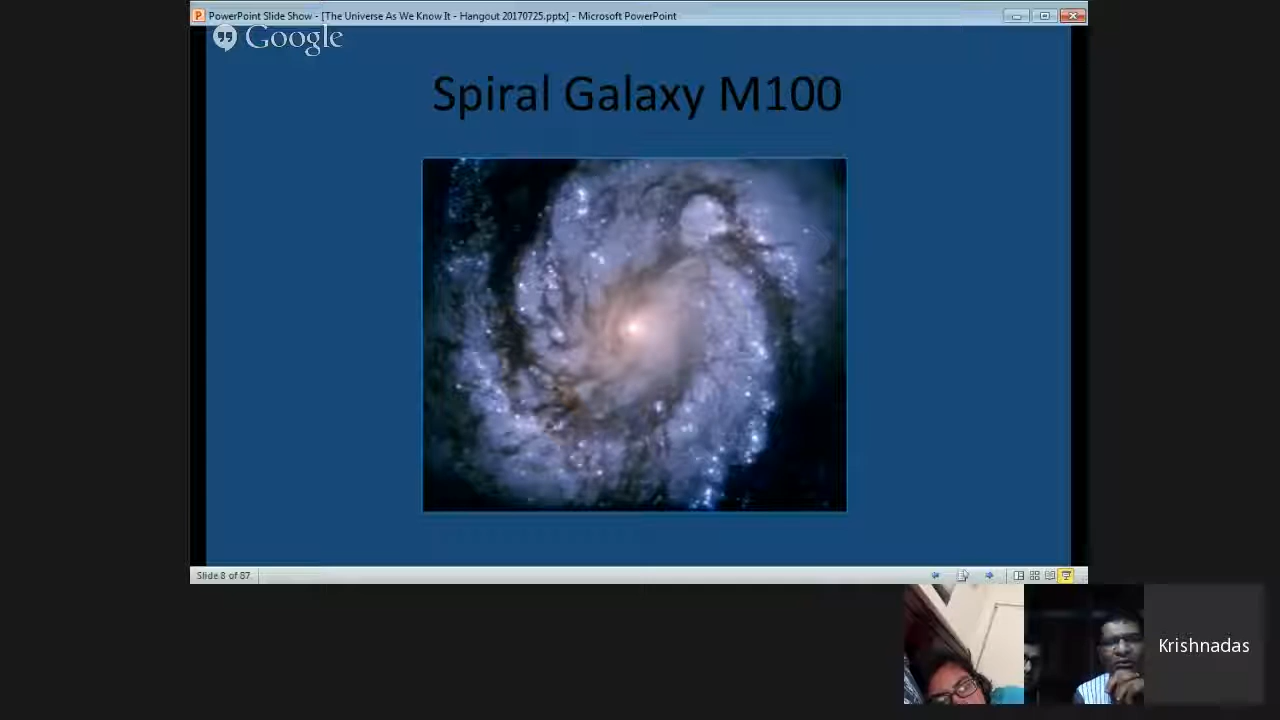 PowerPoint Slide Show - [The Universe As We Know It - Hangout 20170725.pptx] - Microsoft PowerPoint
Google
Spiral Galaxy M100
Slide 8 of 87
Krishnadas